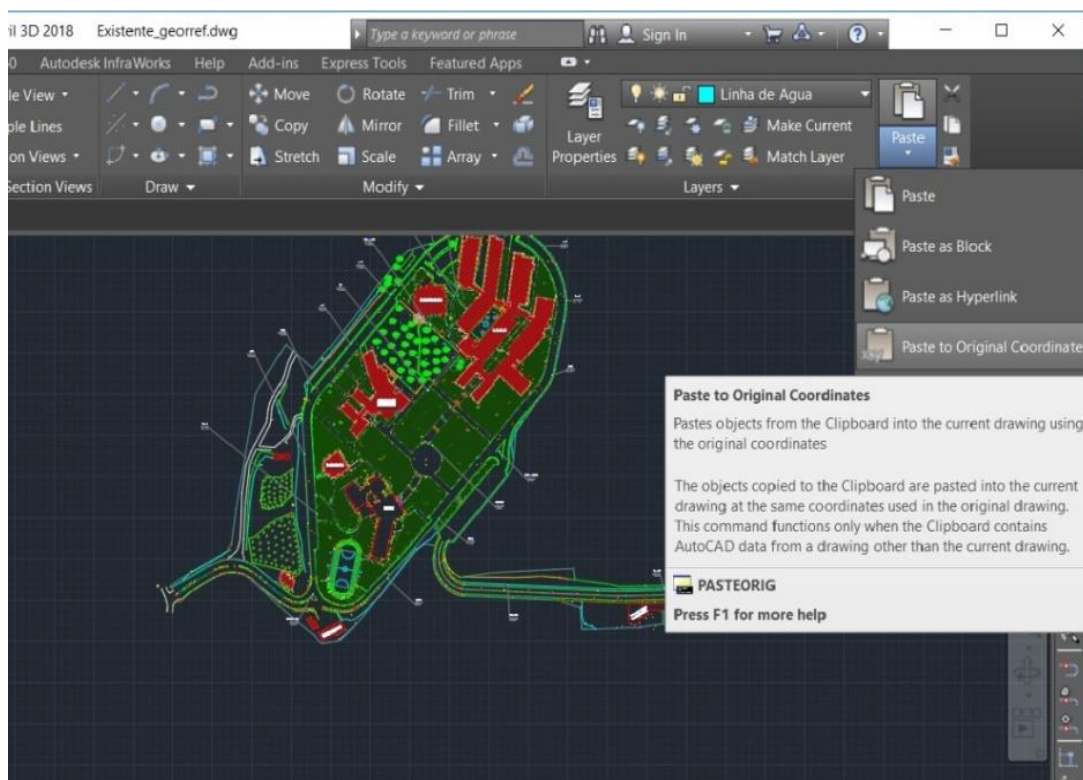 il 3D 2018 Existente_georref.dwg Type a keyword or phrase Sign In
Autodesk InfraWorks Help Add-ins Express Tools Featured Apps
le View Move Rotate Trim Linha de Agua
ple Lines Copy Mirror Fillet Make Current
on Views Stretch Scale Array Layer Properties Match Layer Paste
Section Views Draw Modify Layers
Paste
Paste as Block
Paste as Hyperlink
Paste to Original Coordinate
Paste to Original Coordinates
Pastes objects from the Clipboard into the current drawing using
the original coordinates
The objects copied to the Clipboard are pasted into the current
drawing at the same coordinates used in the original drawing.
This command functions only when the Clipboard contains
AutoCAD data from a drawing other than the current drawing.
PASTEORIG
Press F1 for more help